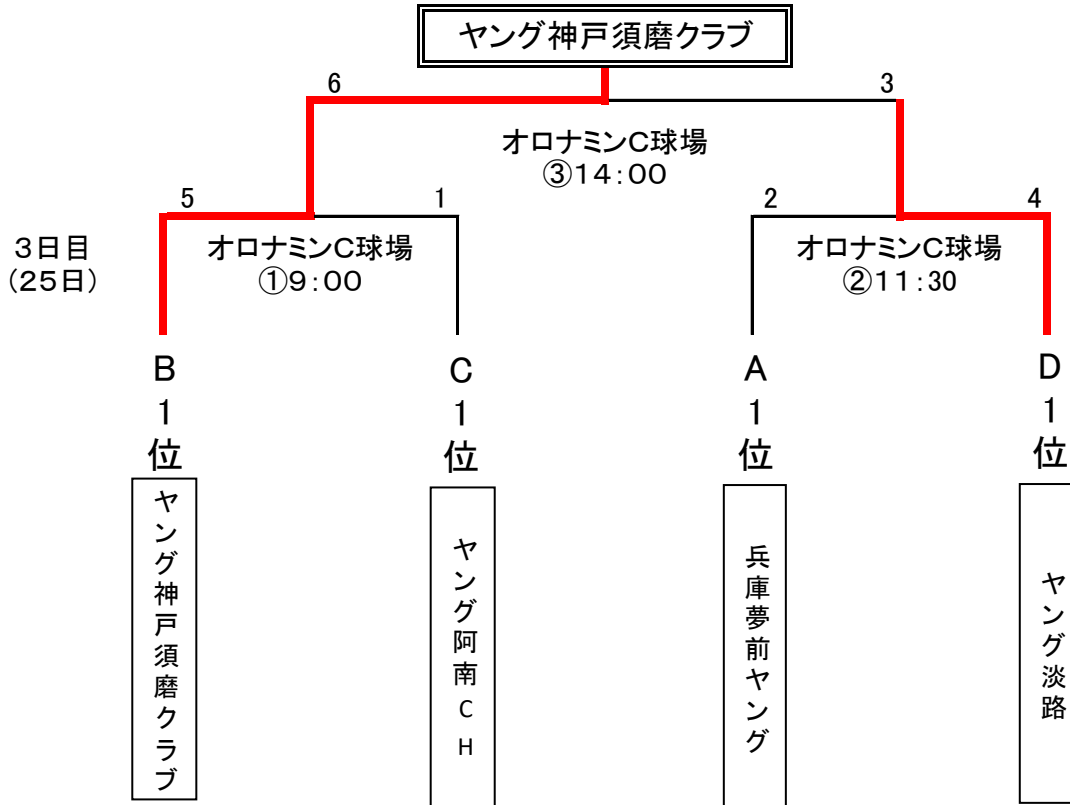 ヤング神戸須磨クラブ
6
3
オロナミンC球場
③14:00
5
1
2
4
3日目
(25日)
オロナミンC球場
①9:00
オロナミンC球場
②11:30
B1位
C1位
A1位
D1位
ヤング神戸須磨クラブ
ヤング阿南CH
兵庫夢前ヤング
ヤング淡路